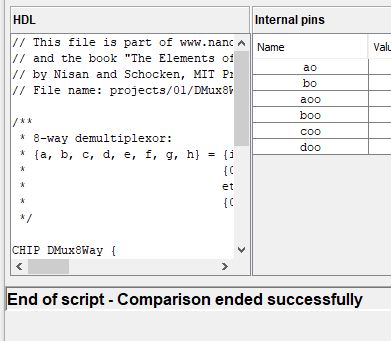 HDL
// This file is part of www.nand
// and the book "The Elements of
// by Nisan and Schocken, MIT Pr
// File name: projects/01/DMux8W
/**
* 8-way demultiplexor:
* {a, b, c, d, e, f, g, h} = {i
* {0
* et
* {0
*/
CHIP DMux8Way {
Internal pins
Name Valu
ao
bo
aoo
boo
coo
doo
End of script - Comparison ended successfully